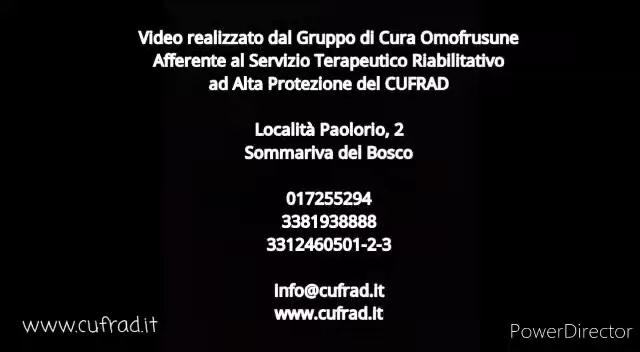 Video realizzato dal Gruppo di Cura Omofrusune
Afferente al Servizio Terapeutico Riabilitativo
ad Alta Protezione del CUFRAD
Località Paolorio, 2
Sommariva del Bosco
017255294
3381938888
3312460501-2-3
info@cufrad.it
www.cufrad.it
www.cufrad.it
PowerDirector